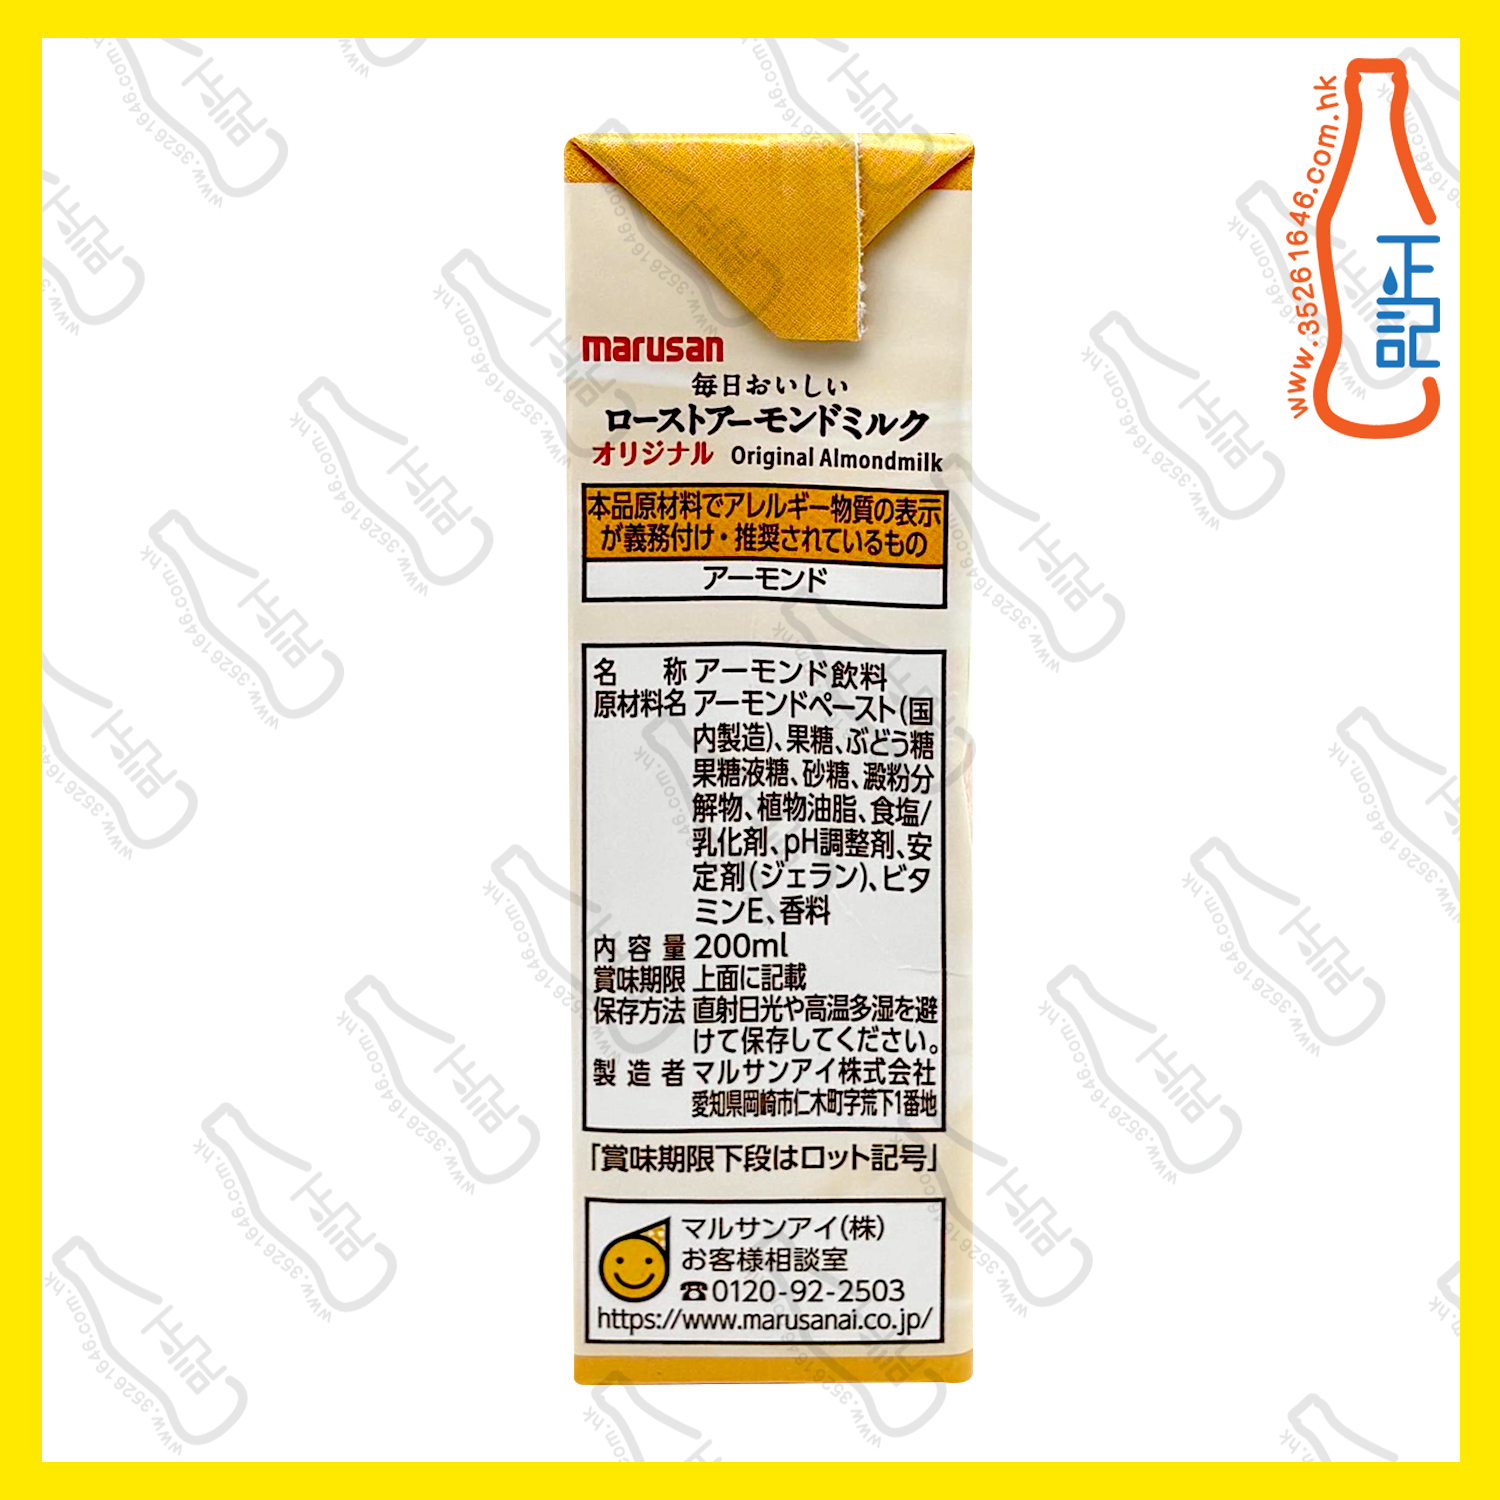 www.35261646.com.hk
正記
marusan
毎日おいしい
ローストアーモンドミルク
オリジナル Original Almondmilk
本品原材料でアレルギー物質の表示
が義務付け・推奨されているもの
アーモンド
名称 アーモンド飲料
原材料名 アーモンドペースト(国
内製造)、果糖、ぶどう糖
果糖液糖、砂糖、澱粉分
解物、植物油脂、食塩/
乳化剤、pH調整剤、安
定剤(ジェラン)、ビタ
ミンE、香料
内容量 200ml
賞味期限 上面に記載
保存方法 直射日光や高温多湿を避
けて保存してください。
製造者 マルサンアイ株式会社
愛知県岡崎市仁木町字荒下1番地
「賞味期限下段はロット記号」
マルサンアイ(株)
お客様相談室
☎0120-92-2503
https://www.marusanai.co.jp/